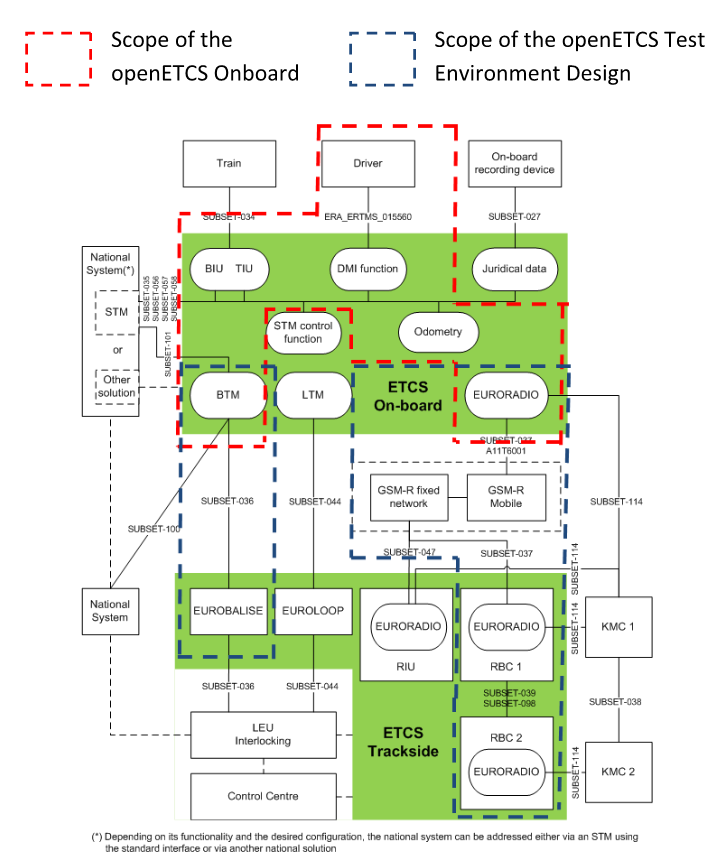 Scope of the
openETCS Onboard
Scope of the openETCS Test
Environment Design
Train
Driver
On-board
recording device
SUBSET-034
ERA_ERTMS_015560
SUBSET-027
National
System(*)
STM
or
Other
solution
SUBSET-035
SUBSET-056
SUBSET-057
SUBSET-058
SUBSET-101
BIU TIU
DMI function
Juridical data
STM control
function
Odometry
BTM
LTM
ETCS
On-board
EURORADIO
SUBSET-037
A11T6001
GSM-R fixed
network
GSM-R
Mobile
SUBSET-036
SUBSET-044
SUBSET-114
SUBSET-100
SUBSET-047
SUBSET-037
SUBSET-114
National
System
EUROBALISE
EUROLOOP
EURORADIO
RIU
EURORADIO
RBC 1
SUBSET-114
KMC 1
SUBSET-036
SUBSET-044
SUBSET-039
SUBSET-098
SUBSET-038
LEU
Interlocking
ETCS
Trackside
RBC 2
EURORADIO
SUBSET-114
KMC 2
Control Centre
(*) Depending on its functionality and the desired configuration, the national system can be addressed either via an STM using
the standard interface or via another national solution